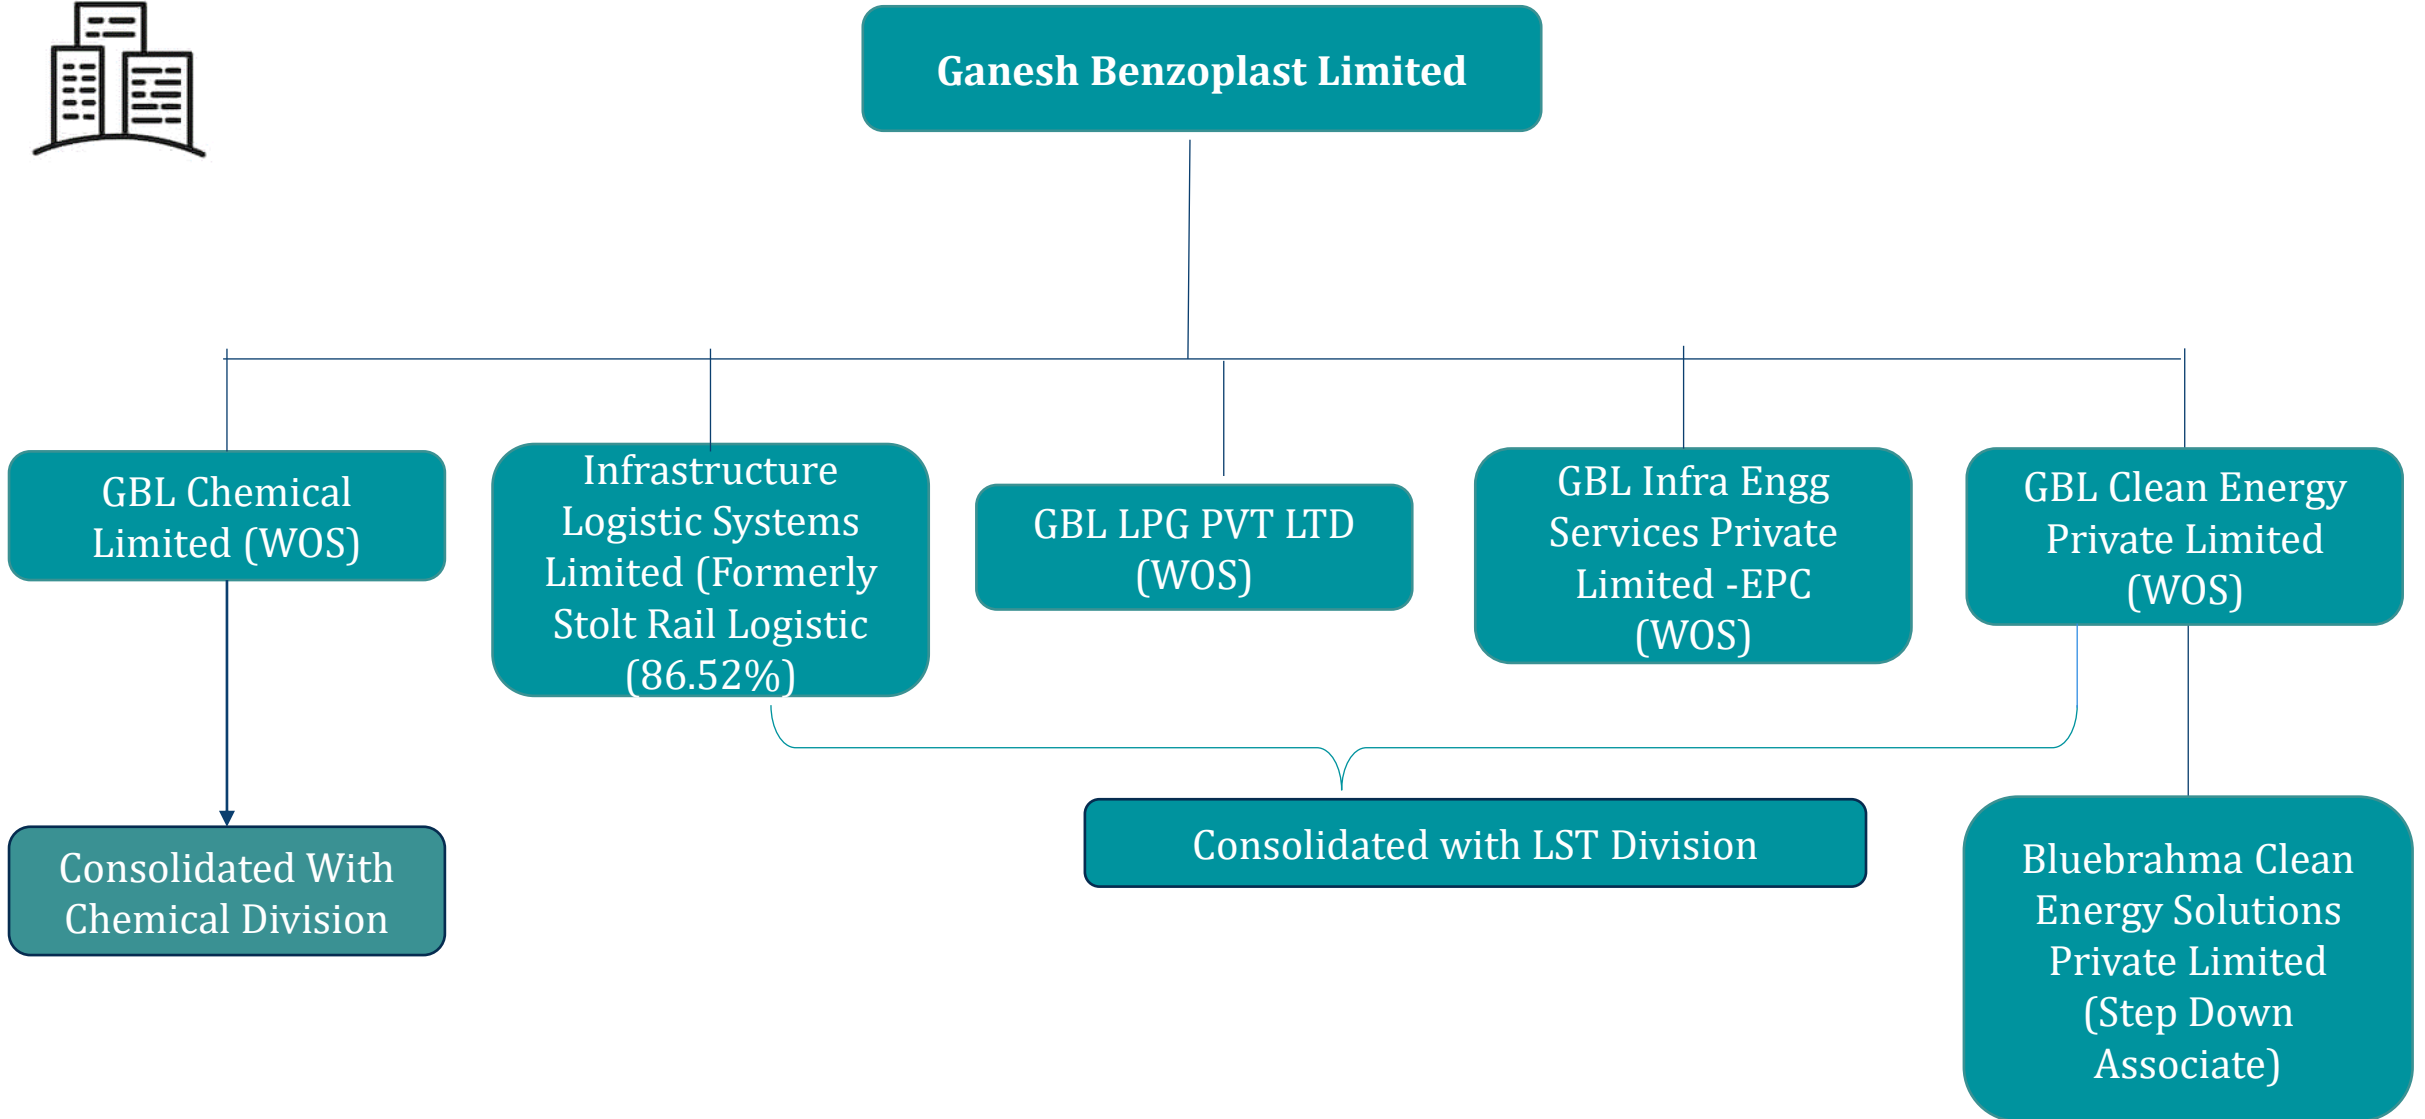 Ganesh Benzoplast Limited
GBL Chemical
Limited (WOS)
Infrastructure
Logistic Systems
Limited (Formerly
Stolt Rail Logistic
(86.52%)
GBL LPG PVT LTD
(WOS)
GBL Infra Engg
Services Private
Limited -EPC
(WOS)
GBL Clean Energy
Private Limited
(WOS)
Consolidated With
Chemical Division
Consolidated with LST Division
Bluebrahma Clean
Energy Solutions
Private Limited
(Step Down
Associate)